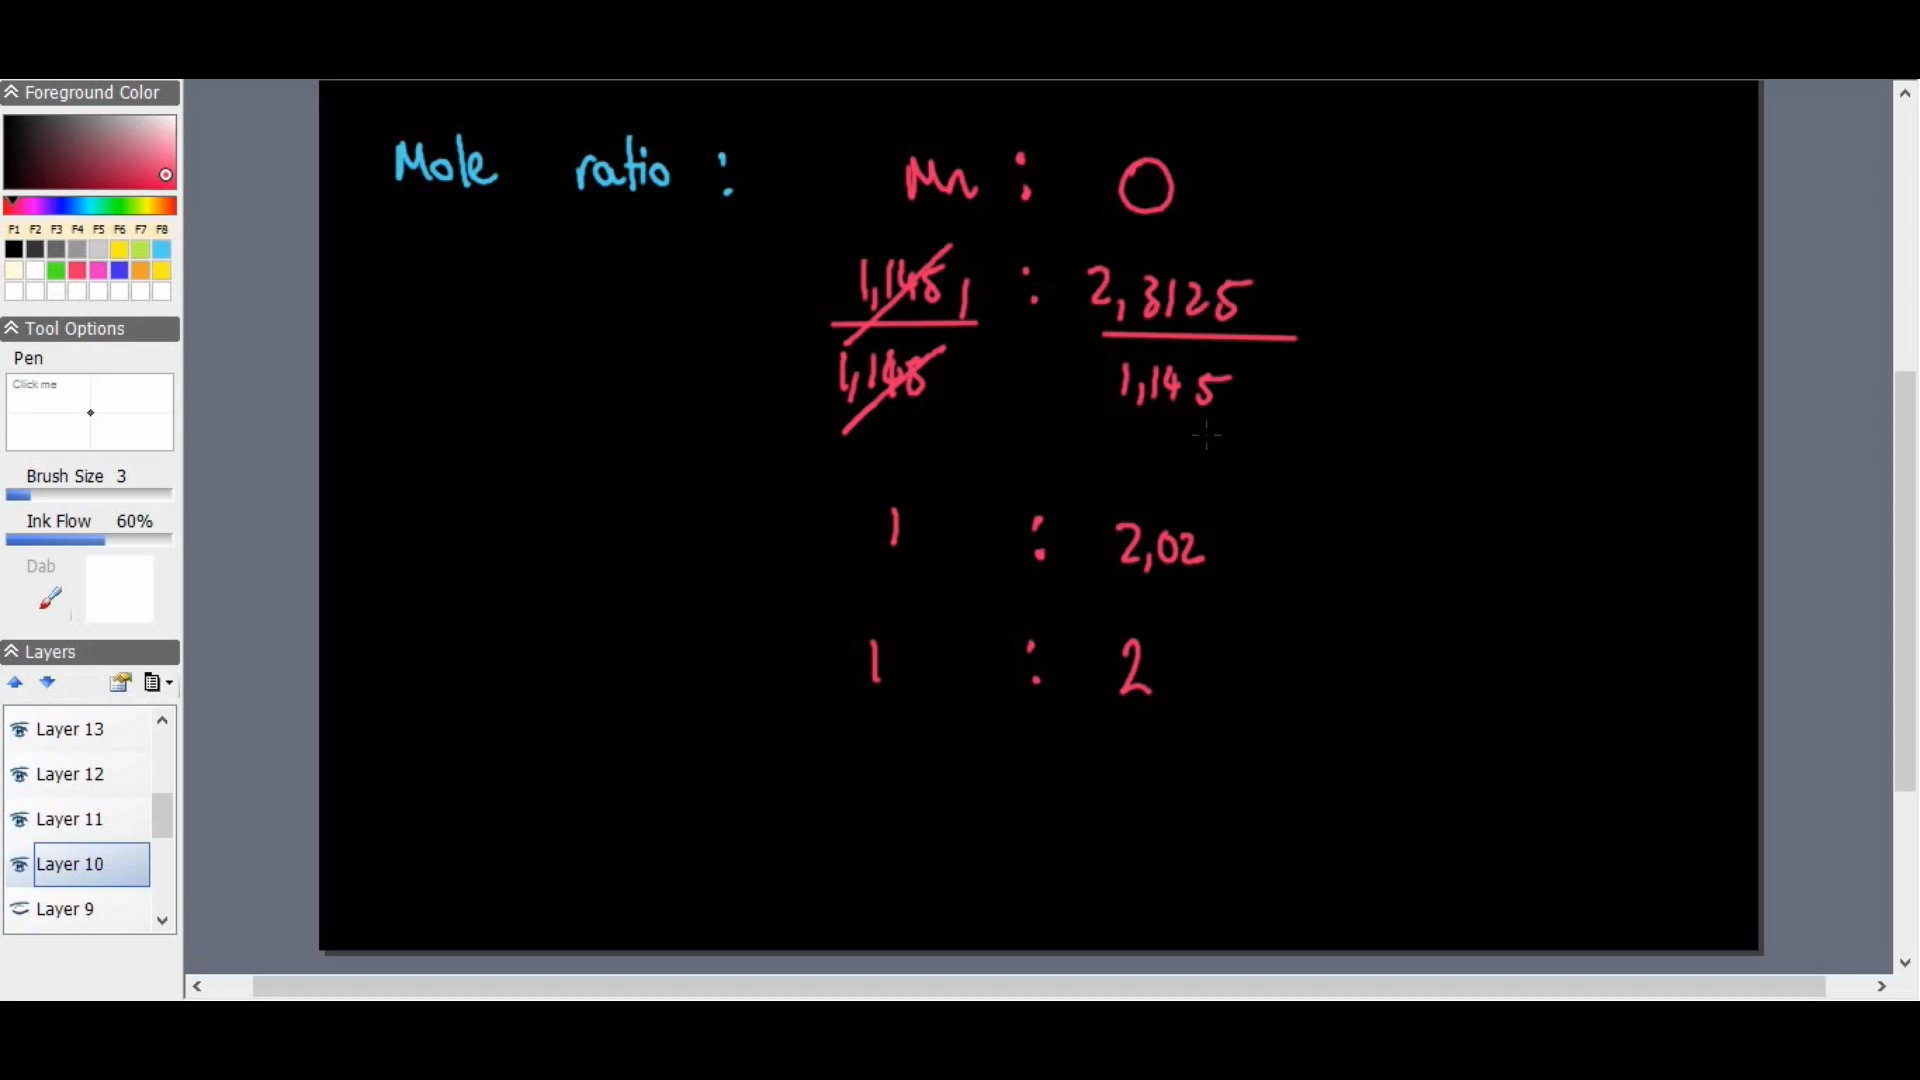 Foreground Color
F1 F2 F3 F4 F5 F6 F7 F8
Tool Options
Pen
Click me
Brush Size 3
Ink Flow 60%
Dab
Layers
Layer 13
Layer 12
Layer 11
Layer 10
Layer 9
Mole ratio : Mn : O
1,145 1 : 2,3125
1,145 1,145
1 : 2,02
1 : 2